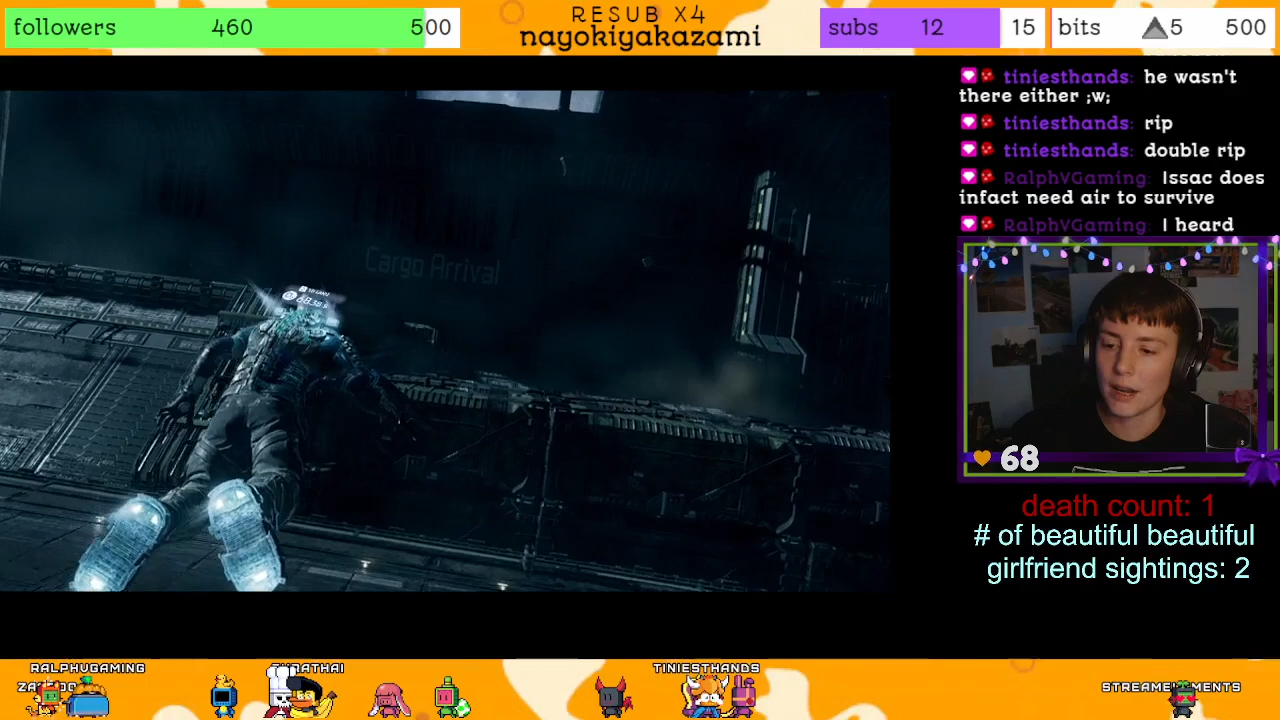 followers 460 500
RESUB X4
nayokiyakazami
subs 12 15
bits 5 500
tiniesthands: he wasn't
there either ;w;
tiniesthands: rip
tiniesthands: double rip
RalphVGaming: Issac does
infact need air to survive
RalphVGaming: I heard
Cargo Arrival
68
death count: 1
# of beautiful beautiful
girlfriend sightings: 2
RALPHVGAMING
TINIESTHANDS